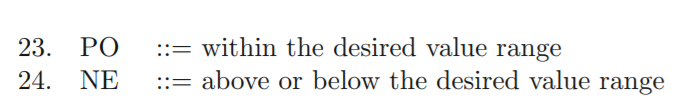 23. PO ::= within the desired value range
24. NE ::= above or below the desired value range